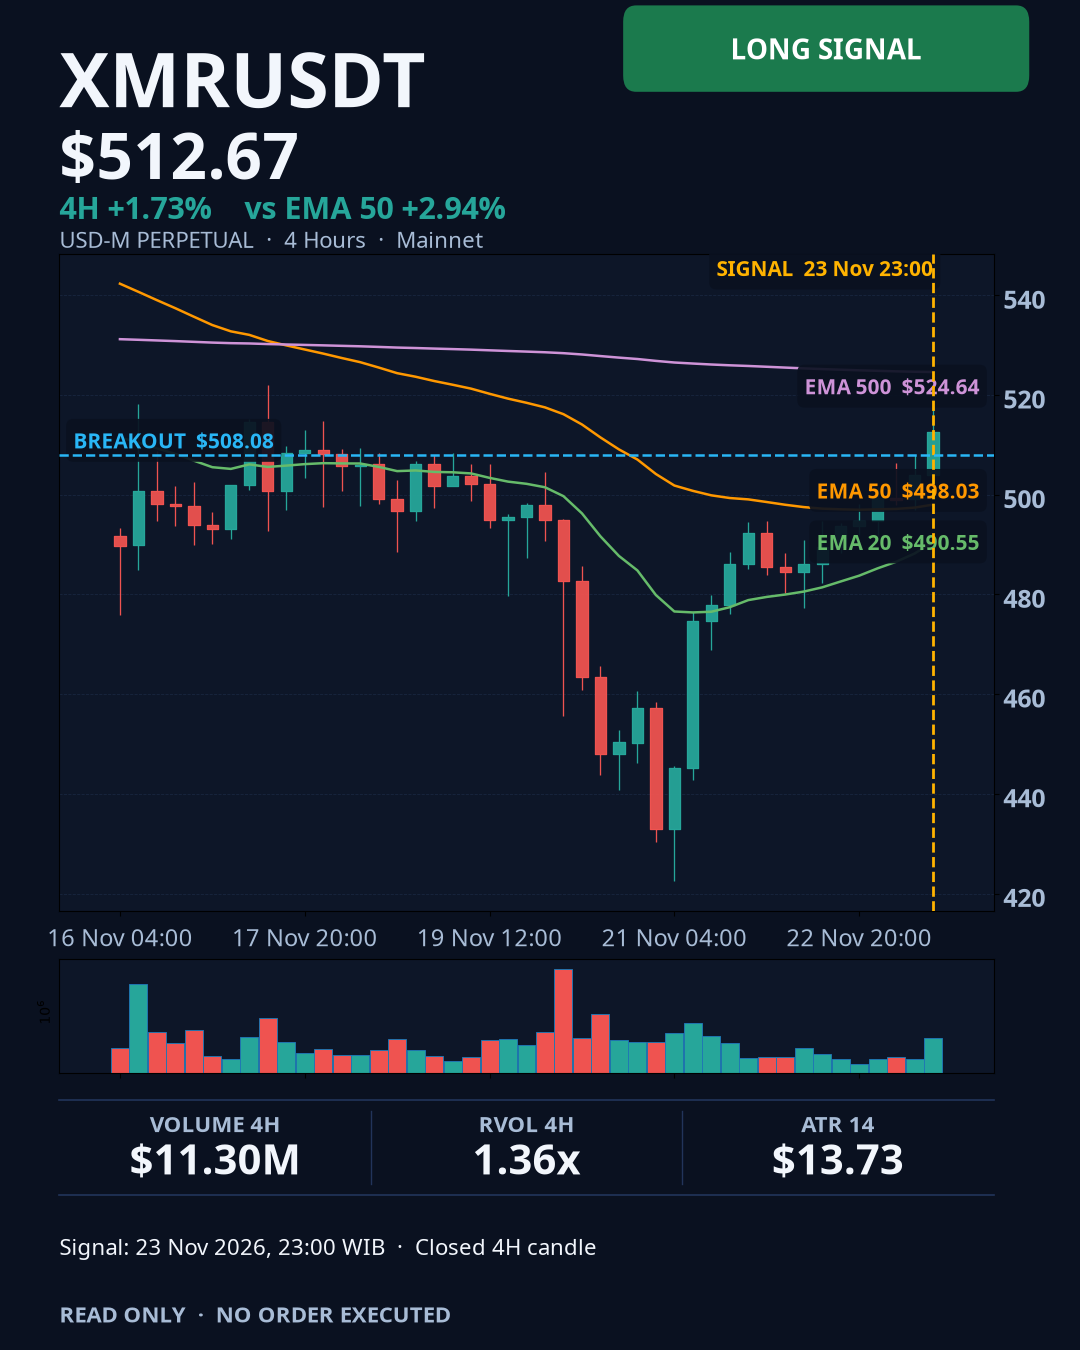 LONG SIGNAL
XMRUSDT
$512.67
4H +1.73% vs EMA 50 +2.94%
USD-M PERPETUAL · 4 Hours · Mainnet
SIGNAL 23 Nov 23:00
540
EMA 500 $524.64
520
BREAKOUT $508.08
EMA 50 $498.03
500
EMA 20 $490.55
480
460
440
420
16 Nov 04:00 17 Nov 20:00 19 Nov 12:00 21 Nov 04:00 22 Nov 20:00
10⁶
VOLUME 4H RVOL 4H ATR 14
$11.30M 1.36x $13.73
Signal: 23 Nov 2026, 23:00 WIB · Closed 4H candle
READ ONLY · NO ORDER EXECUTED